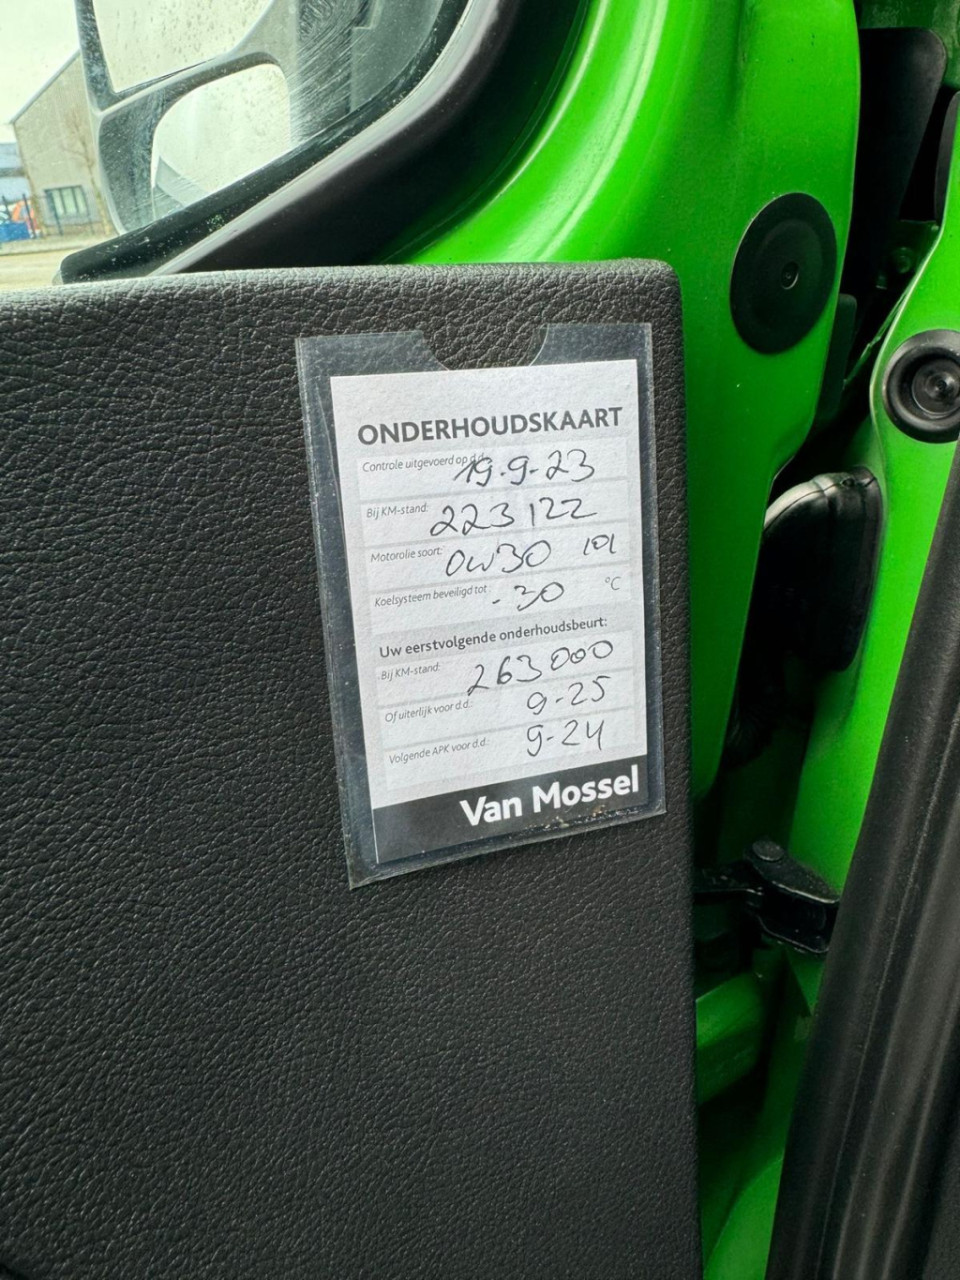 ONDERHOUDSKAART
Controle uitgevoerd op d.d. 19-9-23
Bij KM-stand: 223122
Motorolie soort: 0W30 10l
Koelsysteem beveiligd tot: -30 °C
Uw eerstvolgende onderhoudsbeurt:
Bij KM-stand: 263000
Of uiterlijk voor d.d.: 9-25
Volgende APK voor d.d.: 9-24
Van Mossel